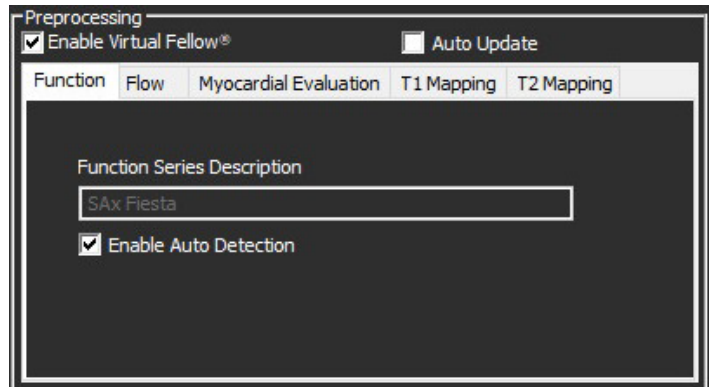 Preprocessing
Enable Virtual Fellow® Auto Update
Function Flow Myocardial Evaluation T1 Mapping T2 Mapping
Function Series Description
SAx Fiesta
Enable Auto Detection